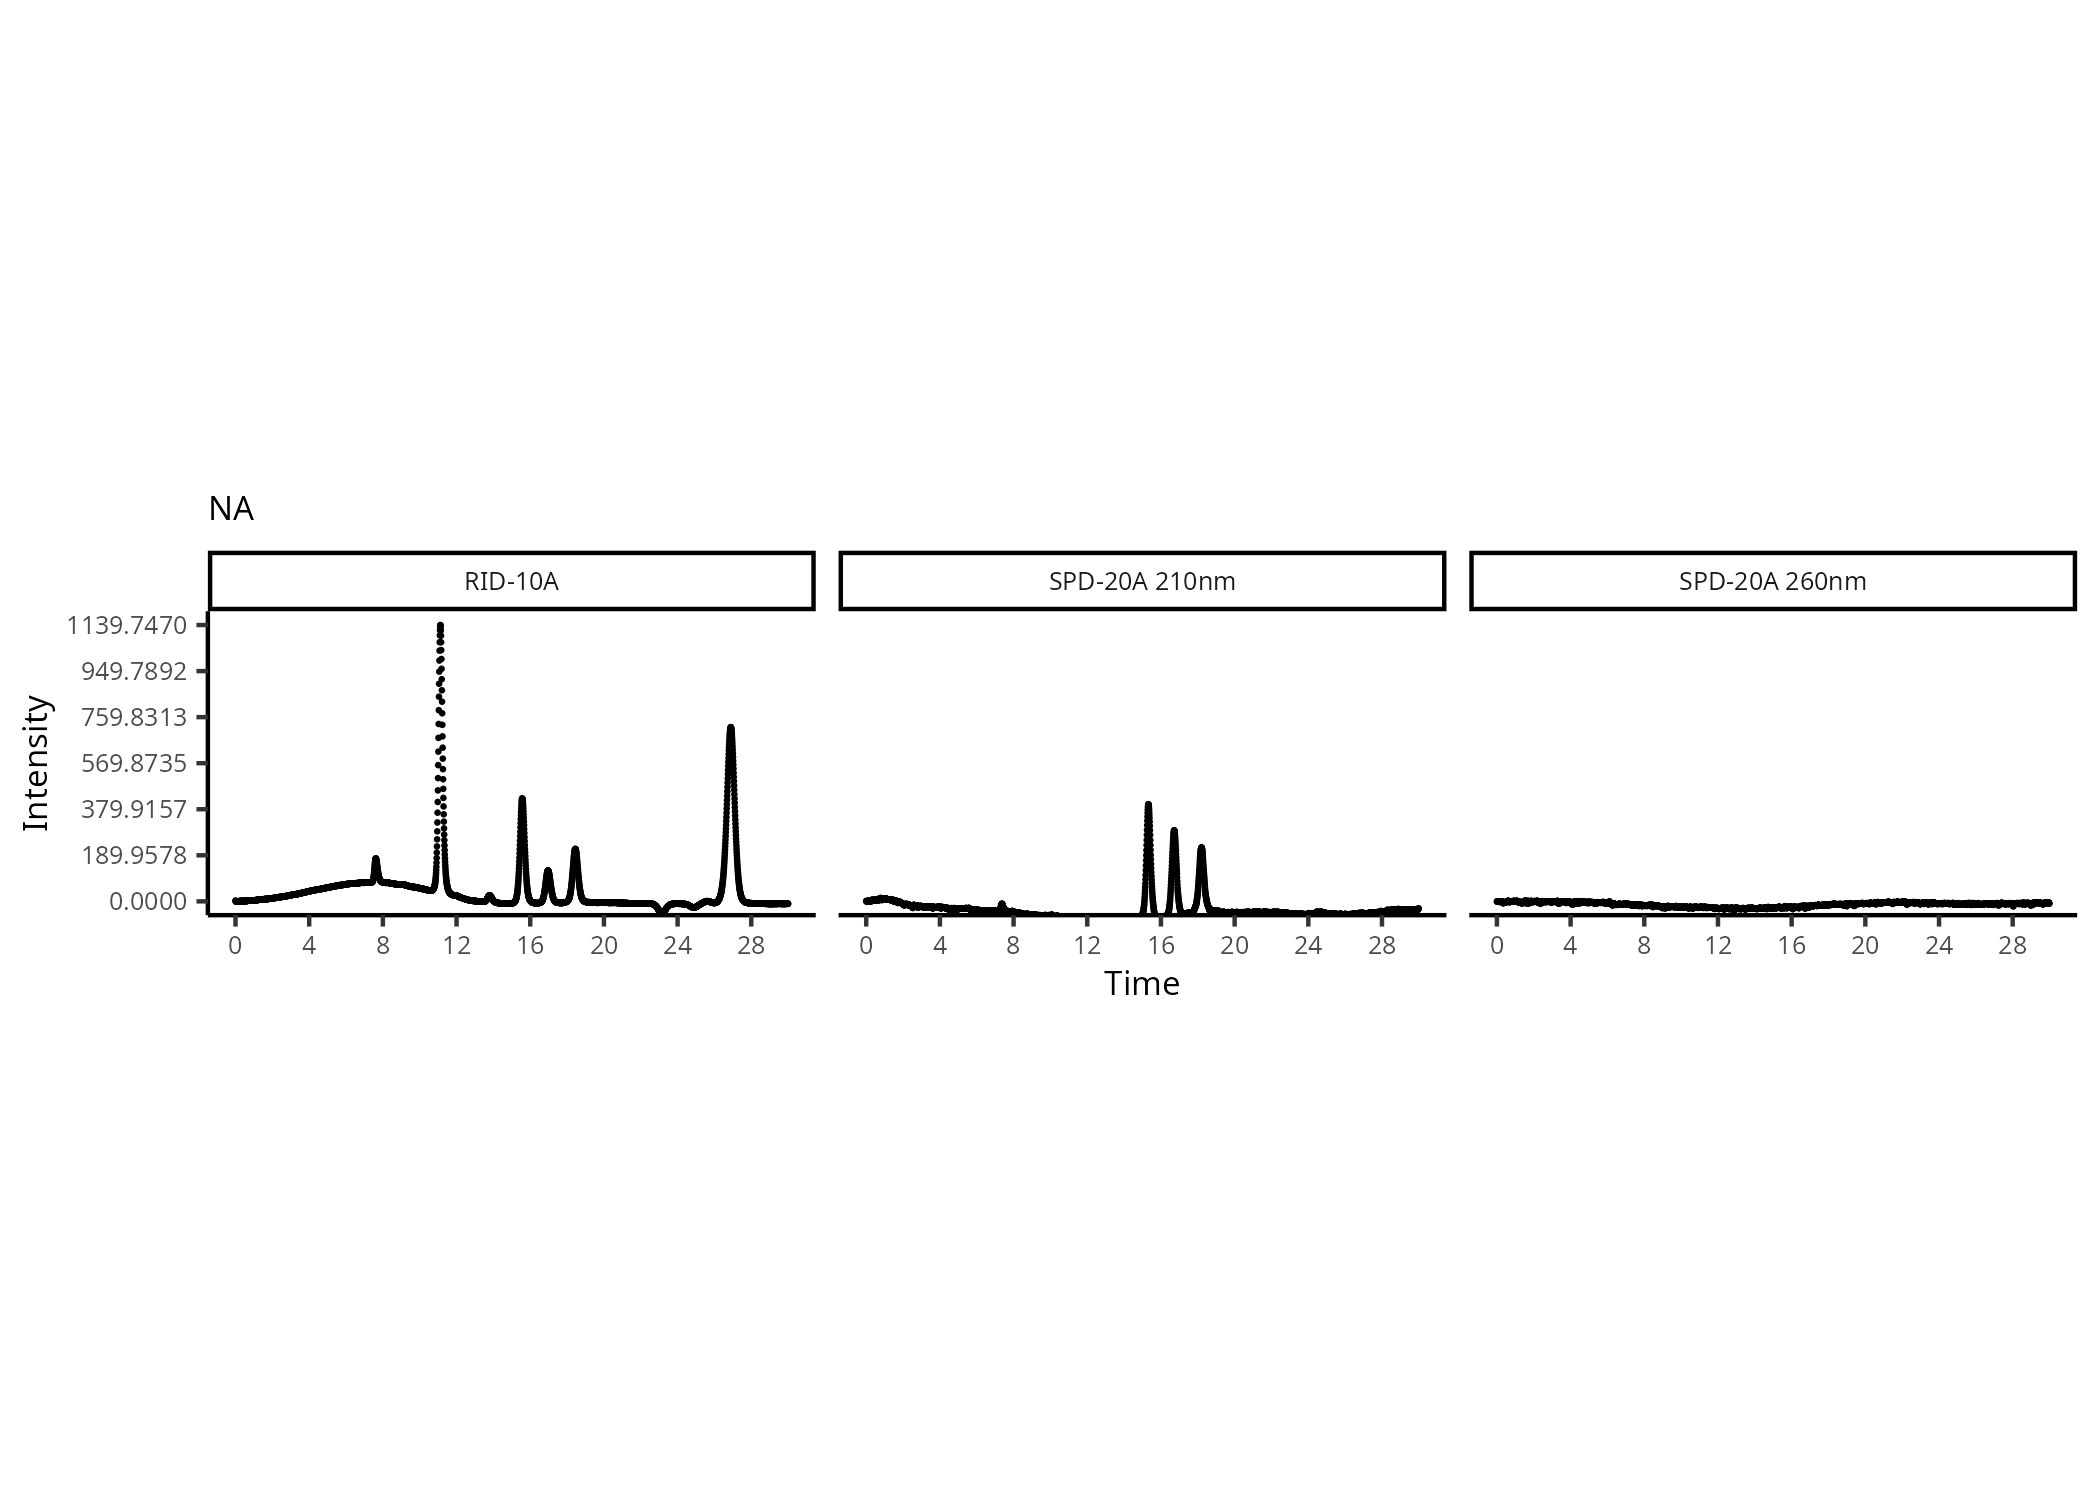 NA
RID-10A
SPD-20A 210nm
SPD-20A 260nm
Intensity
1139.7470
949.7892
759.8313
569.8735
379.9157
189.9578
0.0000
0 4 8 12 16 20 24 28
0 4 8 12 16 20 24 28
0 4 8 12 16 20 24 28
Time